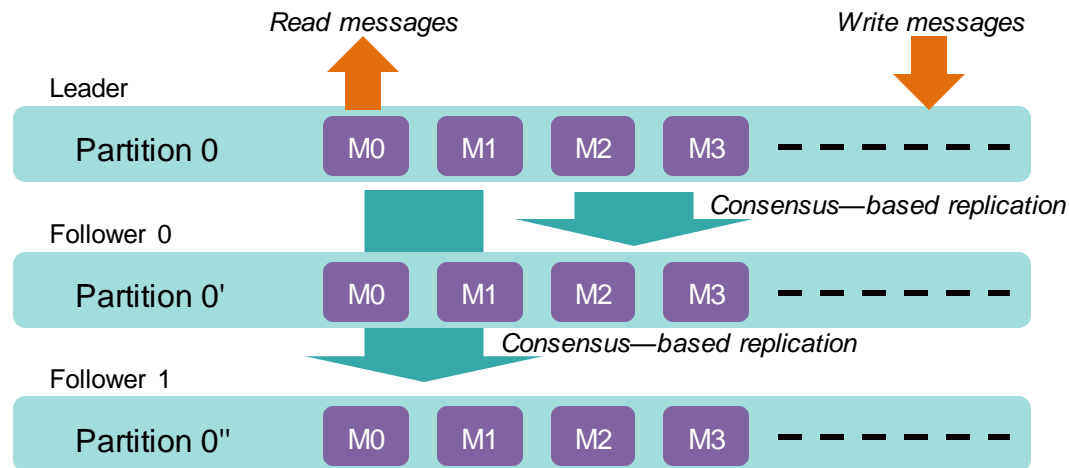 Read messages
Write messages
Leader
Partition 0
M0 M1 M2 M3
Consensus—based replication
Follower 0
Partition 0'
M0 M1 M2 M3
Consensus—based replication
Follower 1
Partition 0"
M0 M1 M2 M3